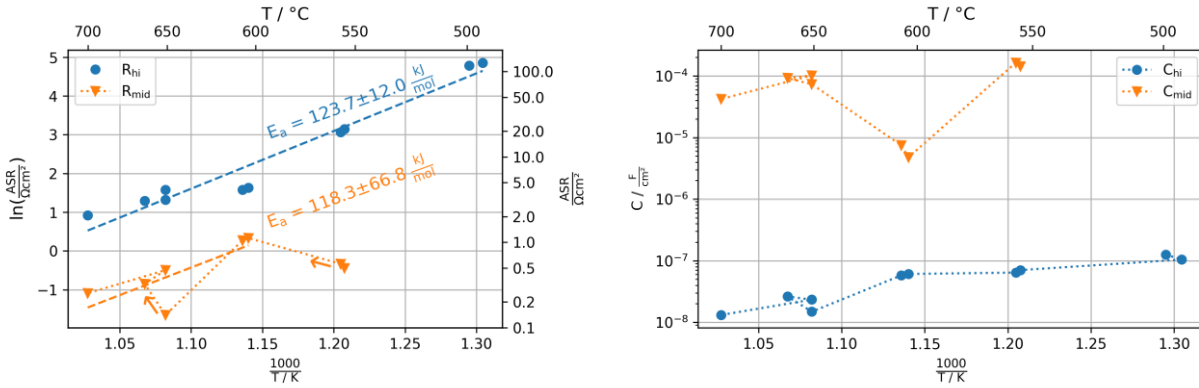 T / °C
700 650 600 550 500
5
4
3
2
1
0
−1
ln(ASR/Ωcm²)
R_hi
R_mid
E_a = 123.7±12.0 kJ/mol
E_a = 118.3±66.8 kJ/mol
100.0
50.0
20.0
10.0
5.0
2.0
1.0
0.5
0.2
0.1
ASR/Ωcm²
1.05 1.10 1.15 1.20 1.25 1.30
1000/T / K
T / °C
700 650 600 550 500
10⁻⁴
10⁻⁵
10⁻⁶
10⁻⁷
10⁻⁸
C / F/cm²
C_hi
C_mid
1.05 1.10 1.15 1.20 1.25 1.30
1000/T / K